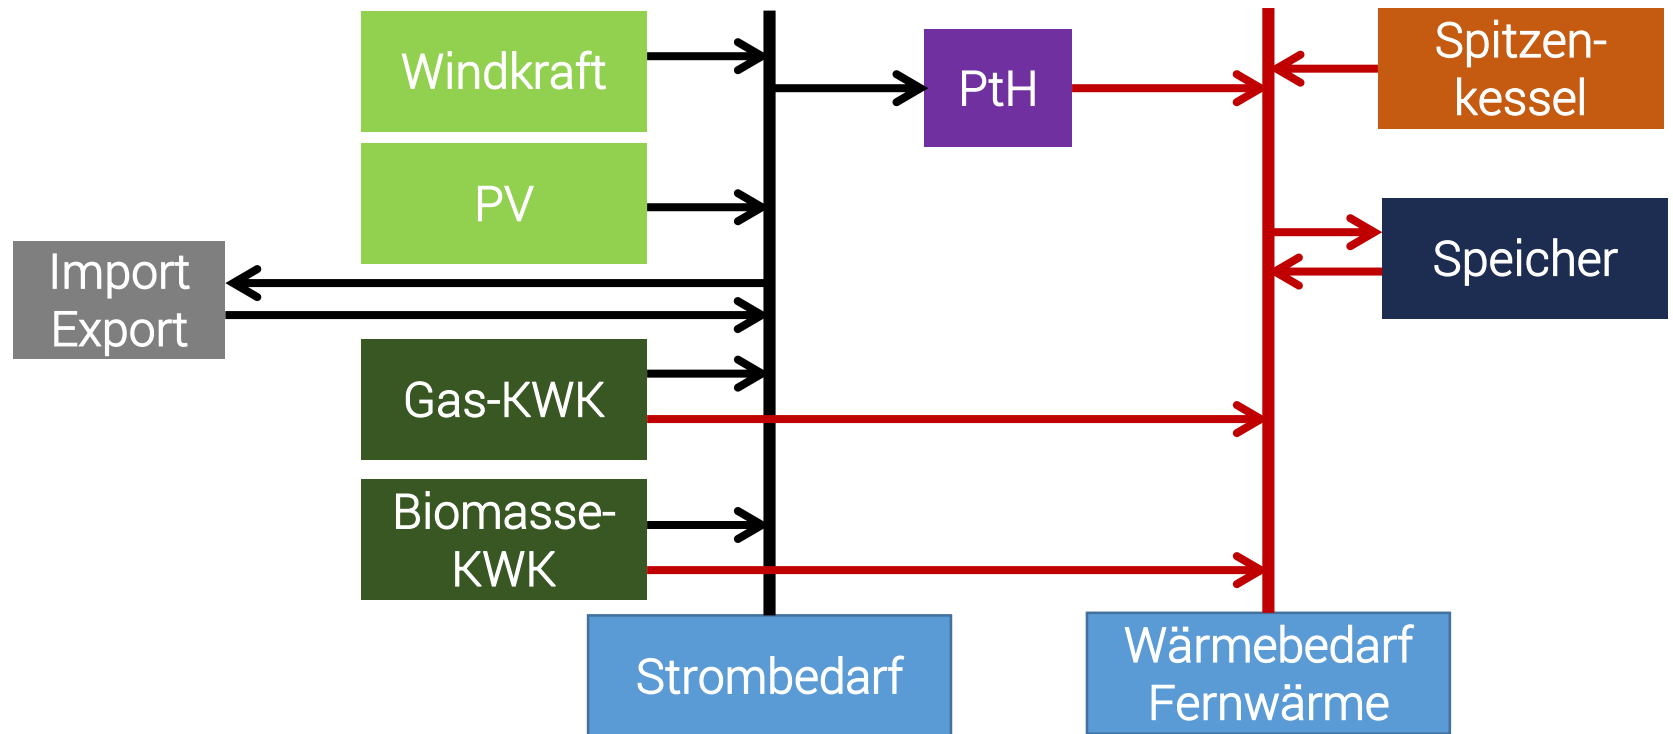 Windkraft
PtH
Spitzen-
kessel
PV
Import
Export
Speicher
Gas-KWK
Biomasse-
KWK
Strombedarf
Wärmebedarf
Fernwärme